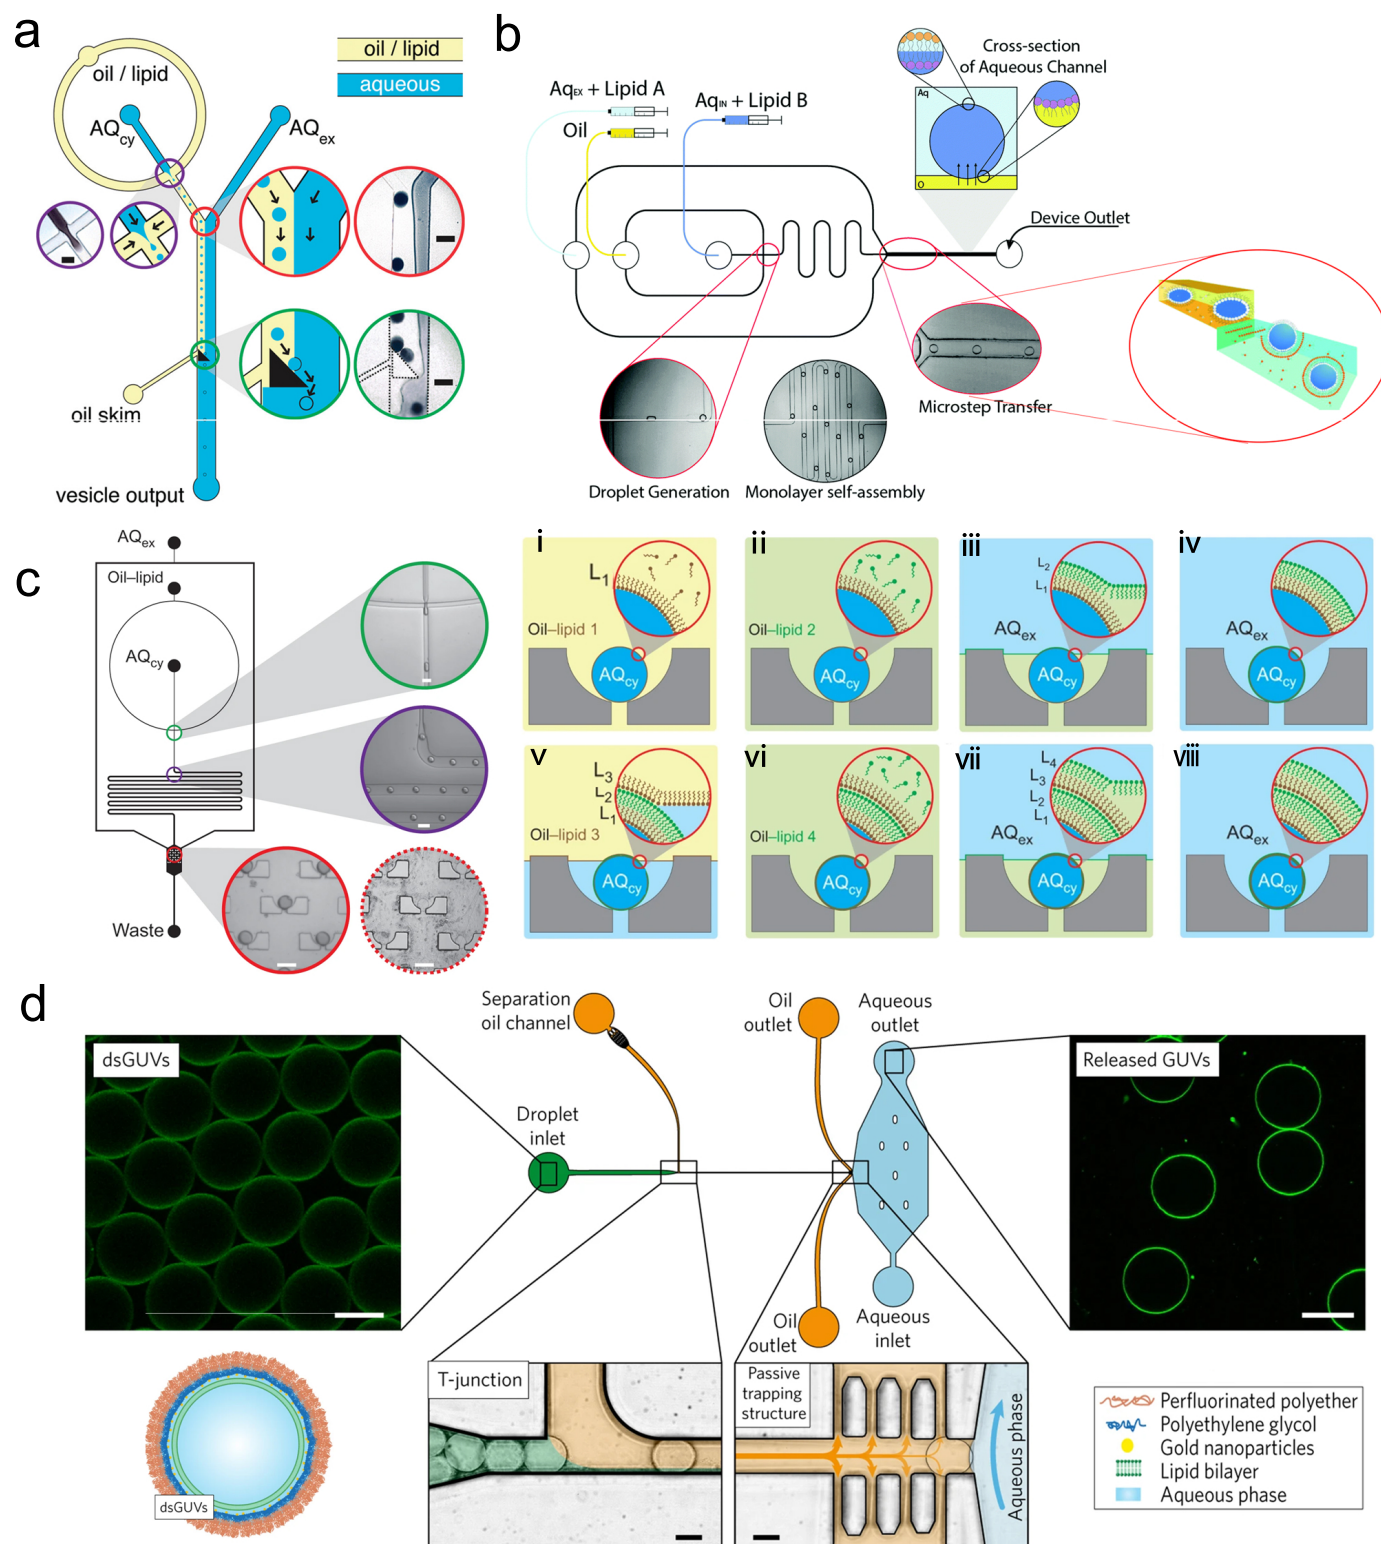 a
oil / lipid
aqueous
oil / lipid
AQcy
AQex
oil skim
vesicle output
b
AqEX + Lipid A
Oil
AqIN + Lipid B
Cross-section
of Aqueous Channel
Aq
O
Device Outlet
Microstep Transfer
Droplet Generation
Monolayer self-assembly
c
AQex
Oil–lipid
AQcy
Waste
i
L1
Oil–lipid 1
AQcy
ii
Oil–lipid 2
AQcy
iii
L2
L1
AQex
AQcy
iv
AQex
AQcy
v
L3
L2
L1
Oil–lipid 3
AQcy
vi
Oil–lipid 4
AQcy
vii
L4
L3
L2
L1
AQex
AQcy
viii
AQex
AQcy
d
dsGUVs
Separation
oil channel
Droplet
inlet
Oil
outlet
Aqueous
outlet
Released GUVs
Oil
outlet
Aqueous
inlet
T-junction
Passive
trapping
structure
Aqueous phase
dsGUVs
Perfluorinated polyether
Polyethylene glycol
Gold nanoparticles
Lipid bilayer
Aqueous phase